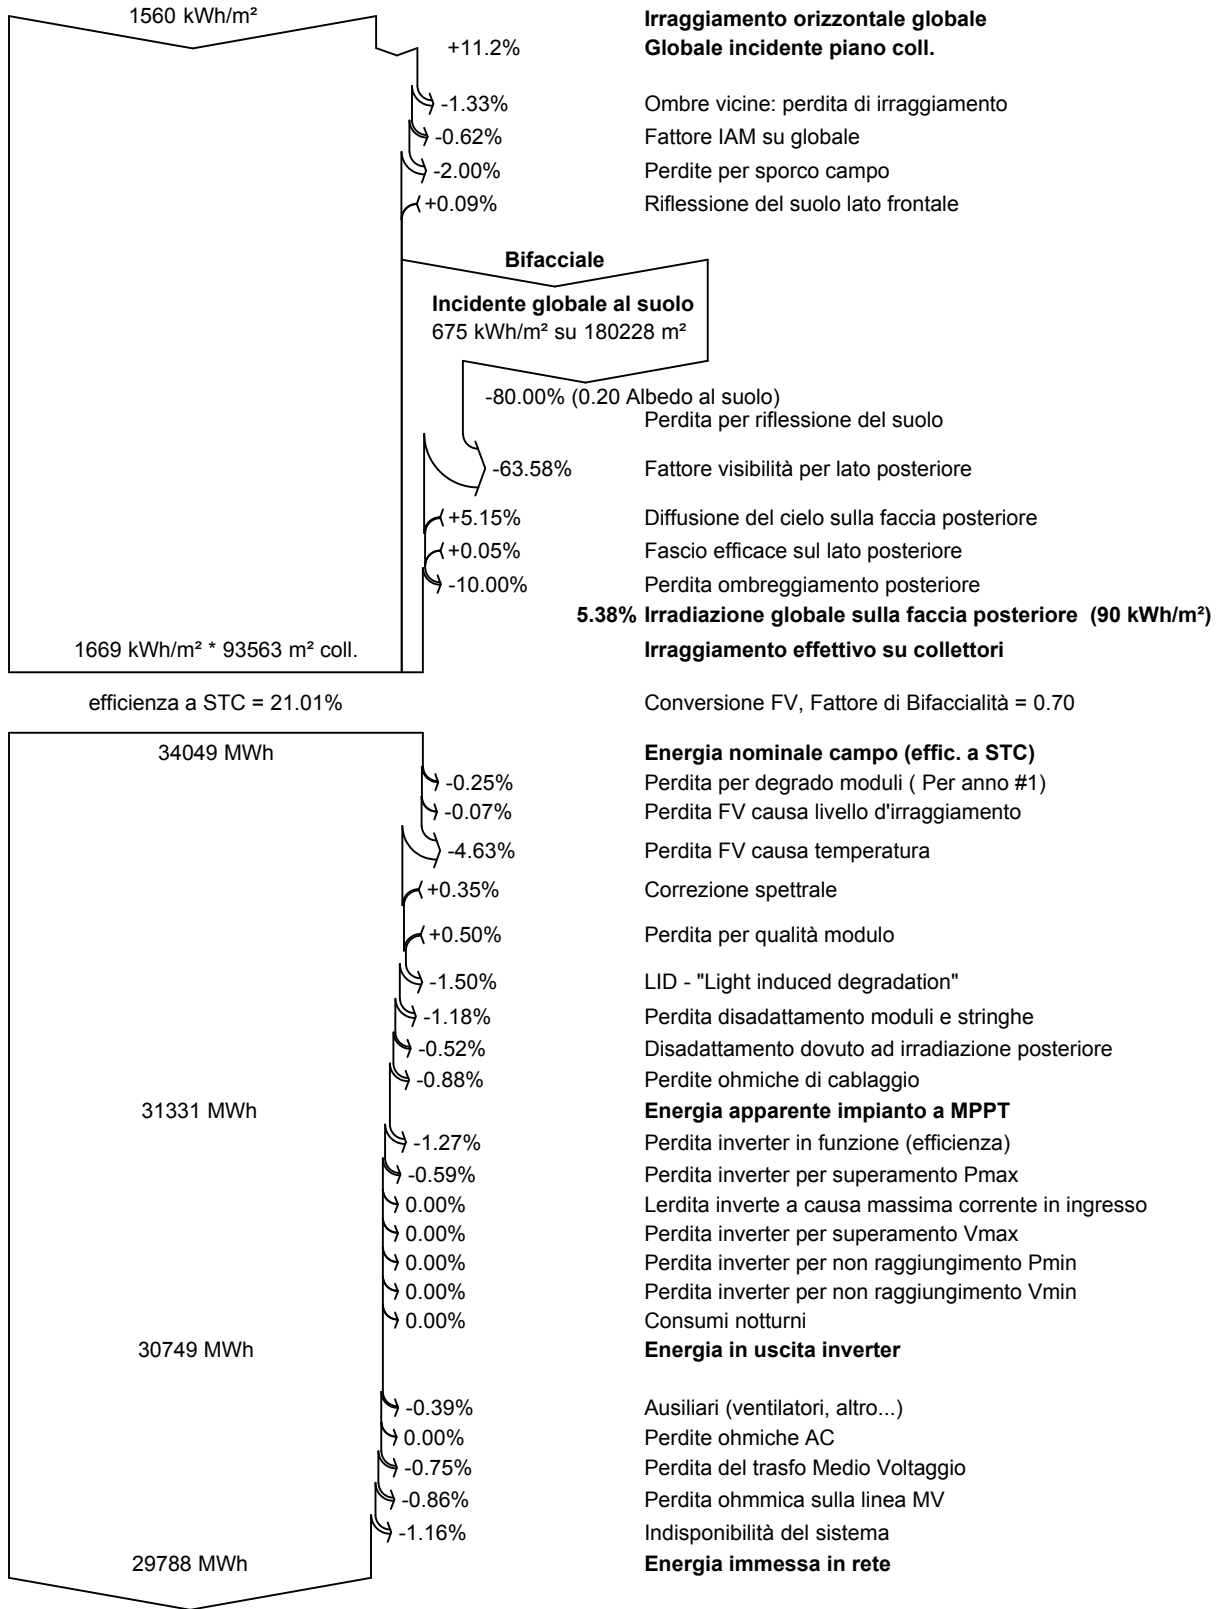 1560 kWh/m² Irraggiamento orizzontale globale
+11.2% Globale incidente piano coll.
-1.33% Ombre vicine: perdita di irraggiamento
-0.62% Fattore IAM su globale
-2.00% Perdite per sporco campo
+0.09% Riflessione del suolo lato frontale
Bifacciale
Incidente globale al suolo
675 kWh/m² su 180228 m²
-80.00% (0.20 Albedo al suolo)
Perdita per riflessione del suolo
-63.58% Fattore visibilità per lato posteriore
+5.15% Diffusione del cielo sulla faccia posteriore
+0.05% Fascio efficace sul lato posteriore
-10.00% Perdita ombreggiamento posteriore
5.38% Irradiazione globale sulla faccia posteriore (90 kWh/m²)
1669 kWh/m² * 93563 m² coll. Irraggiamento effettivo su collettori
efficienza a STC = 21.01% Conversione FV, Fattore di Bifaccialità = 0.70
34049 MWh Energia nominale campo (effic. a STC)
-0.25% Perdita per degrado moduli ( Per anno #1)
-0.07% Perdita FV causa livello d'irraggiamento
-4.63% Perdita FV causa temperatura
+0.35% Correzione spettrale
+0.50% Perdita per qualità modulo
-1.50% LID - "Light induced degradation"
-1.18% Perdita disadattamento moduli e stringhe
-0.52% Disadattamento dovuto ad irradiazione posteriore
-0.88% Perdite ohmiche di cablaggio
31331 MWh Energia apparente impianto a MPPT
-1.27% Perdita inverter in funzione (efficienza)
-0.59% Perdita inverter per superamento Pmax
0.00% Lerdita inverte a causa massima corrente in ingresso
0.00% Perdita inverter per superamento Vmax
0.00% Perdita inverter per non raggiungimento Pmin
0.00% Perdita inverter per non raggiungimento Vmin
0.00% Consumi notturni
30749 MWh Energia in uscita inverter
-0.39% Ausiliari (ventilatori, altro...)
0.00% Perdite ohmiche AC
-0.75% Perdita del trasfo Medio Voltaggio
-0.86% Perdita ohmmica sulla linea MV
-1.16% Indisponibilità del sistema
29788 MWh Energia immessa in rete